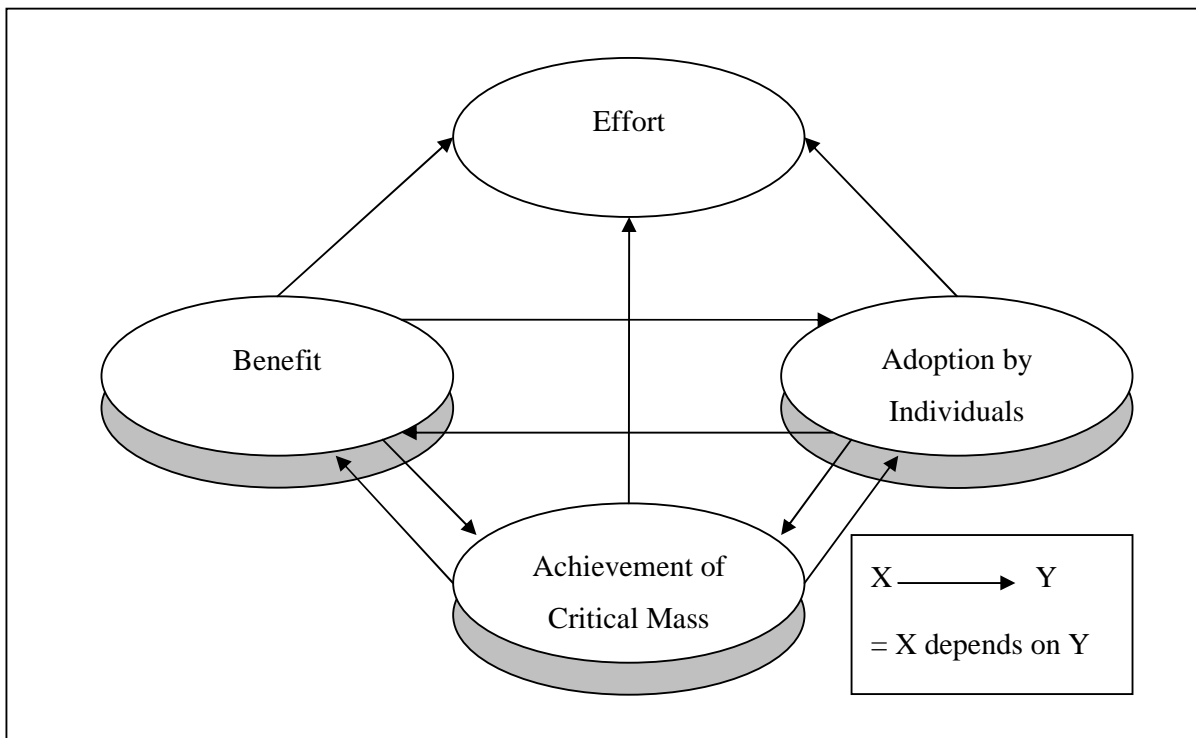 Effort
Benefit
Adoption by
Individuals
Achievement of
Critical Mass
X Y
= X depends on Y